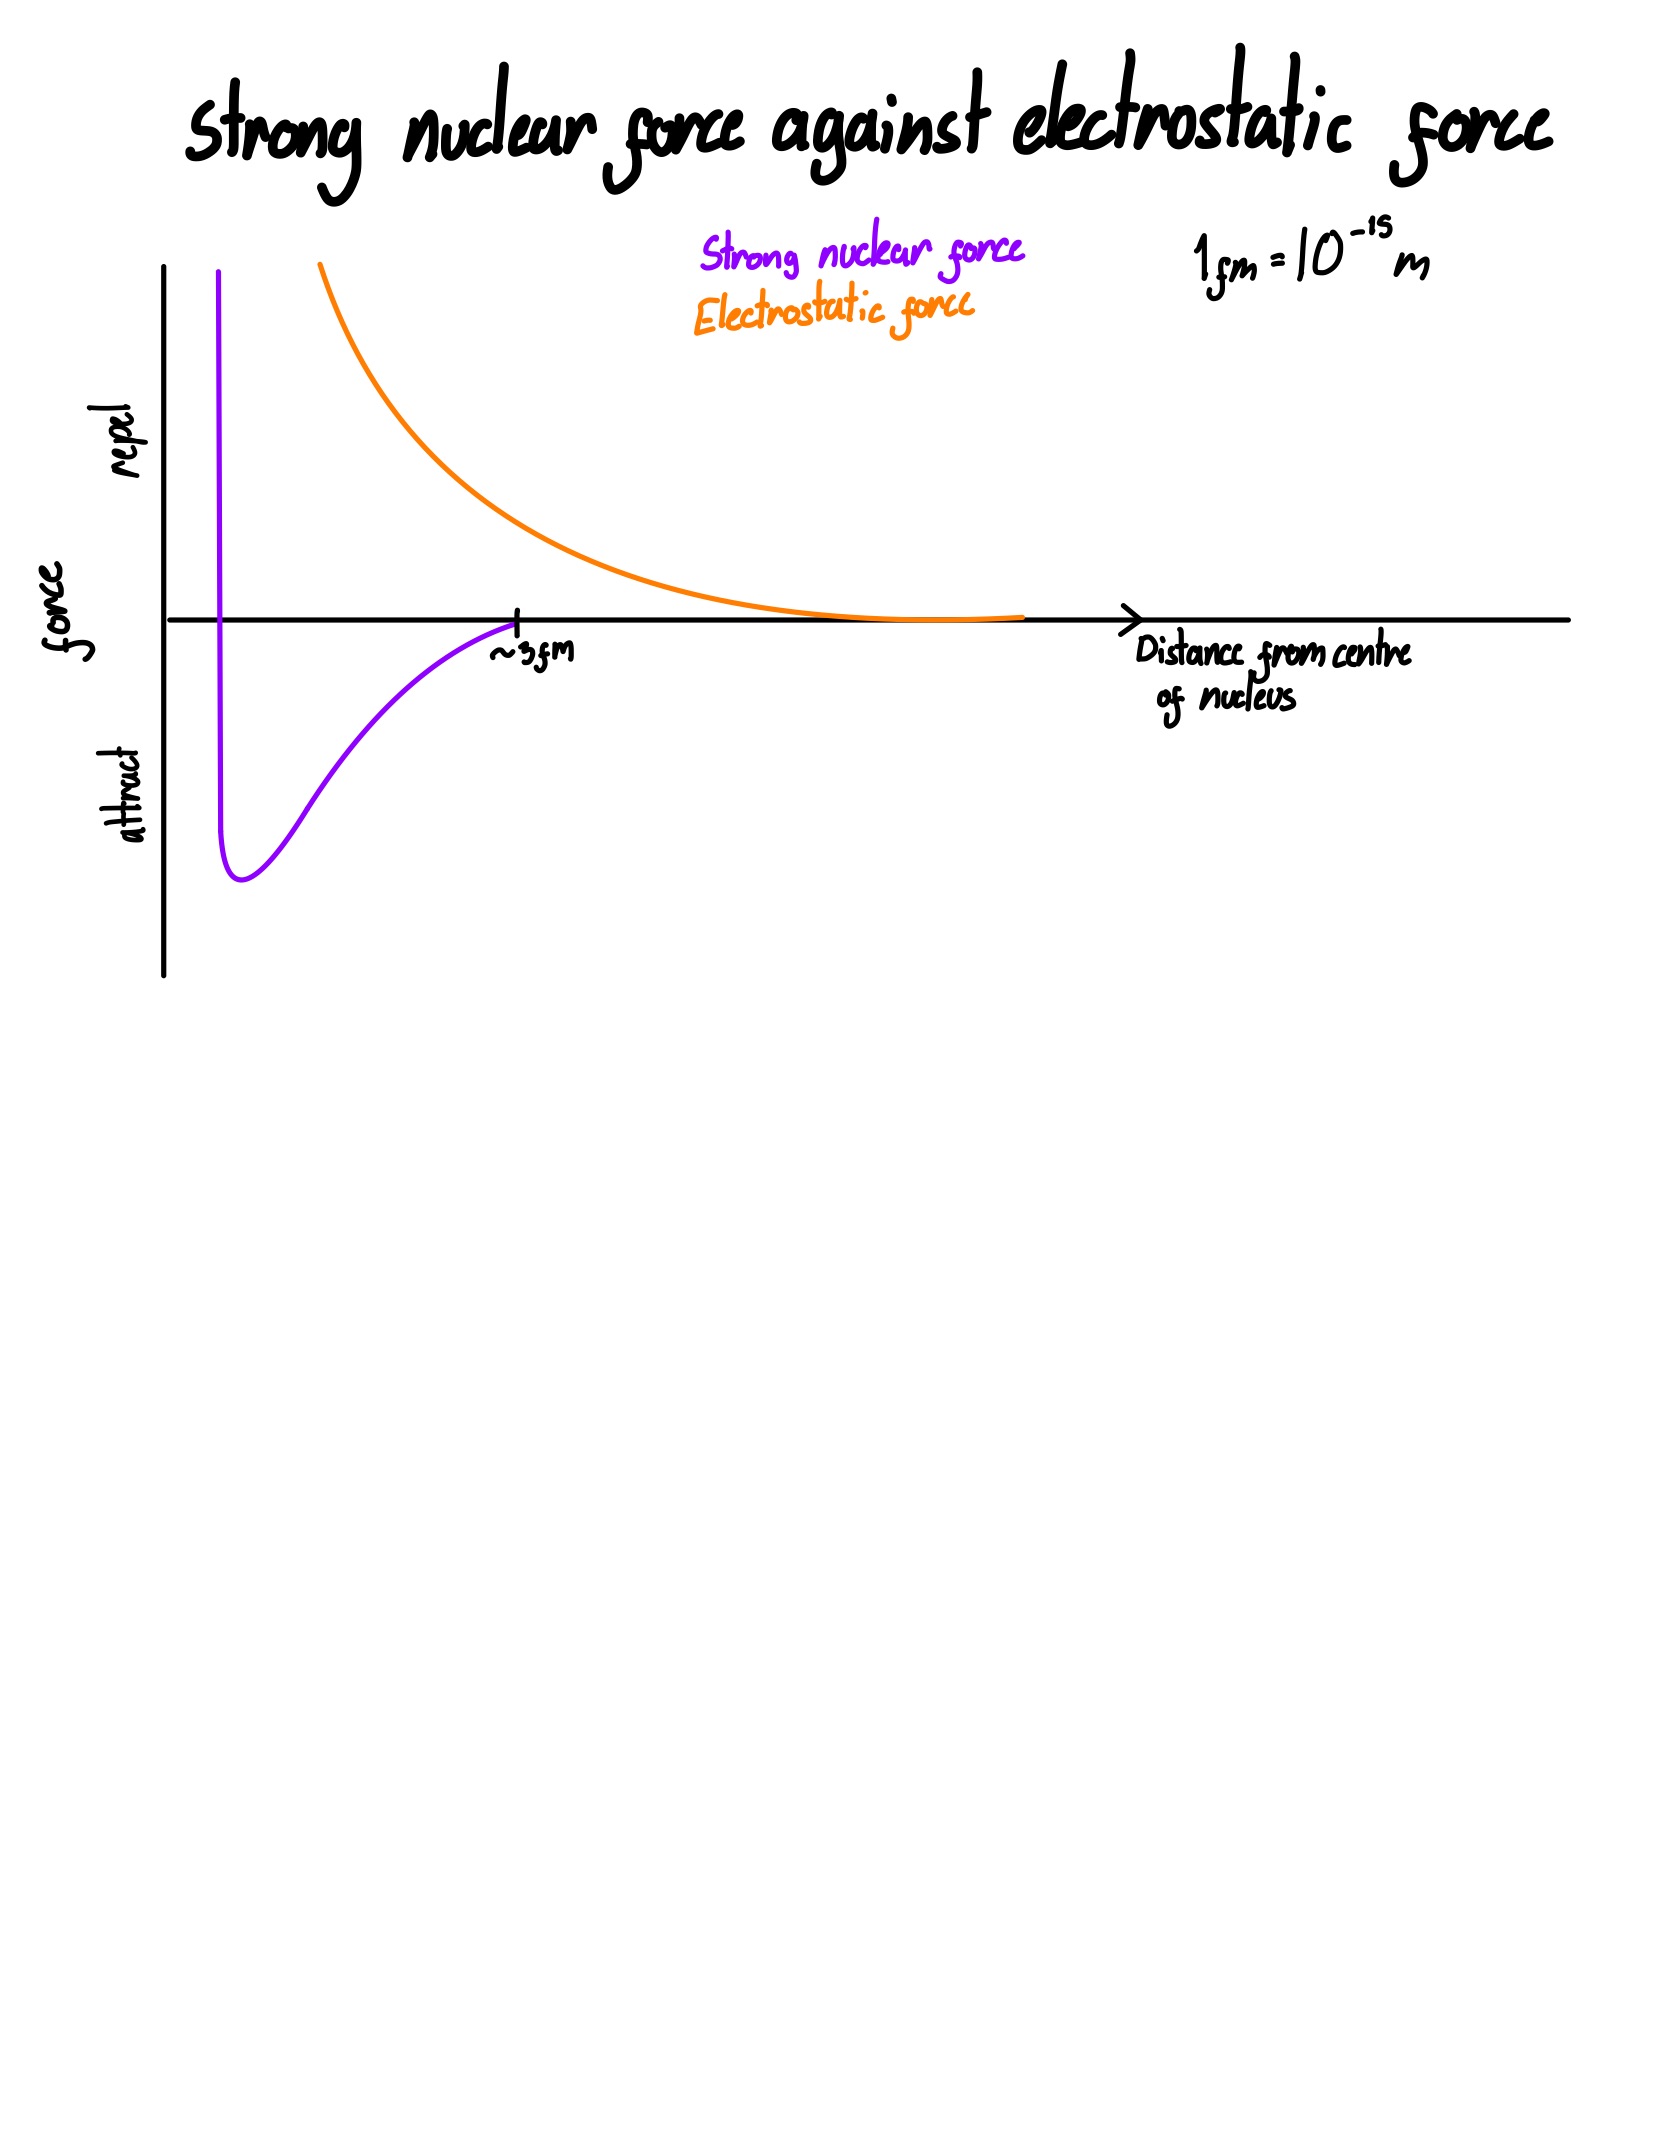 Strong nuclear force against electrostatic force
Strong nuclear force
Electrostatic force
1fm = 10^-15 m
repel
force
attract
~3fm
Distance from centre
of nucleus